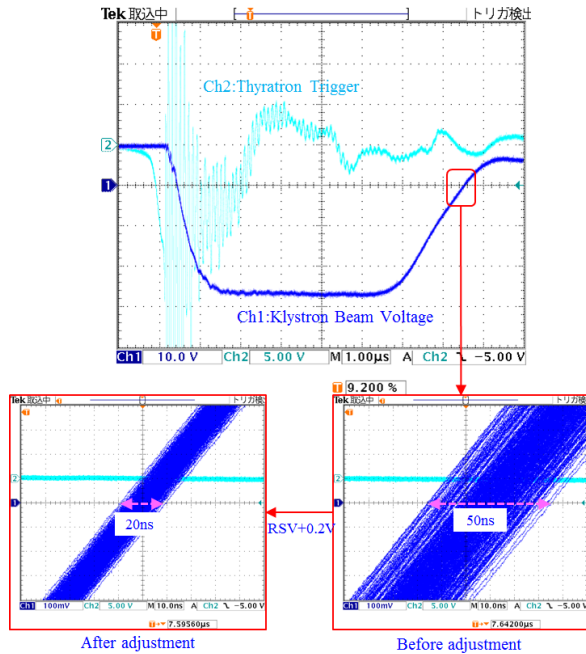 Tek 取込中 トリガ検出
T
T
Ch2:Thyratron Trigger
2
1
Ch1:Klystron Beam Voltage
Ch1 10.0 V Ch2 5.00 V M 1.00μs A Ch2 -5.00 V
T 9.200 %
Tek 取込中 トリガ検出
T
2
1
20ns
Ch1 100mV Ch2 5.00 V M 10.0ns A Ch2 -5.00 V
T 7.59560μs
After adjustment
RSV+0.2V
Tek 取込中 トリガ検出
T
2
1
50ns
Ch1 100mV Ch2 5.00 V M 10.0ns A Ch2 -5.00 V
T 7.64200μs
Before adjustment